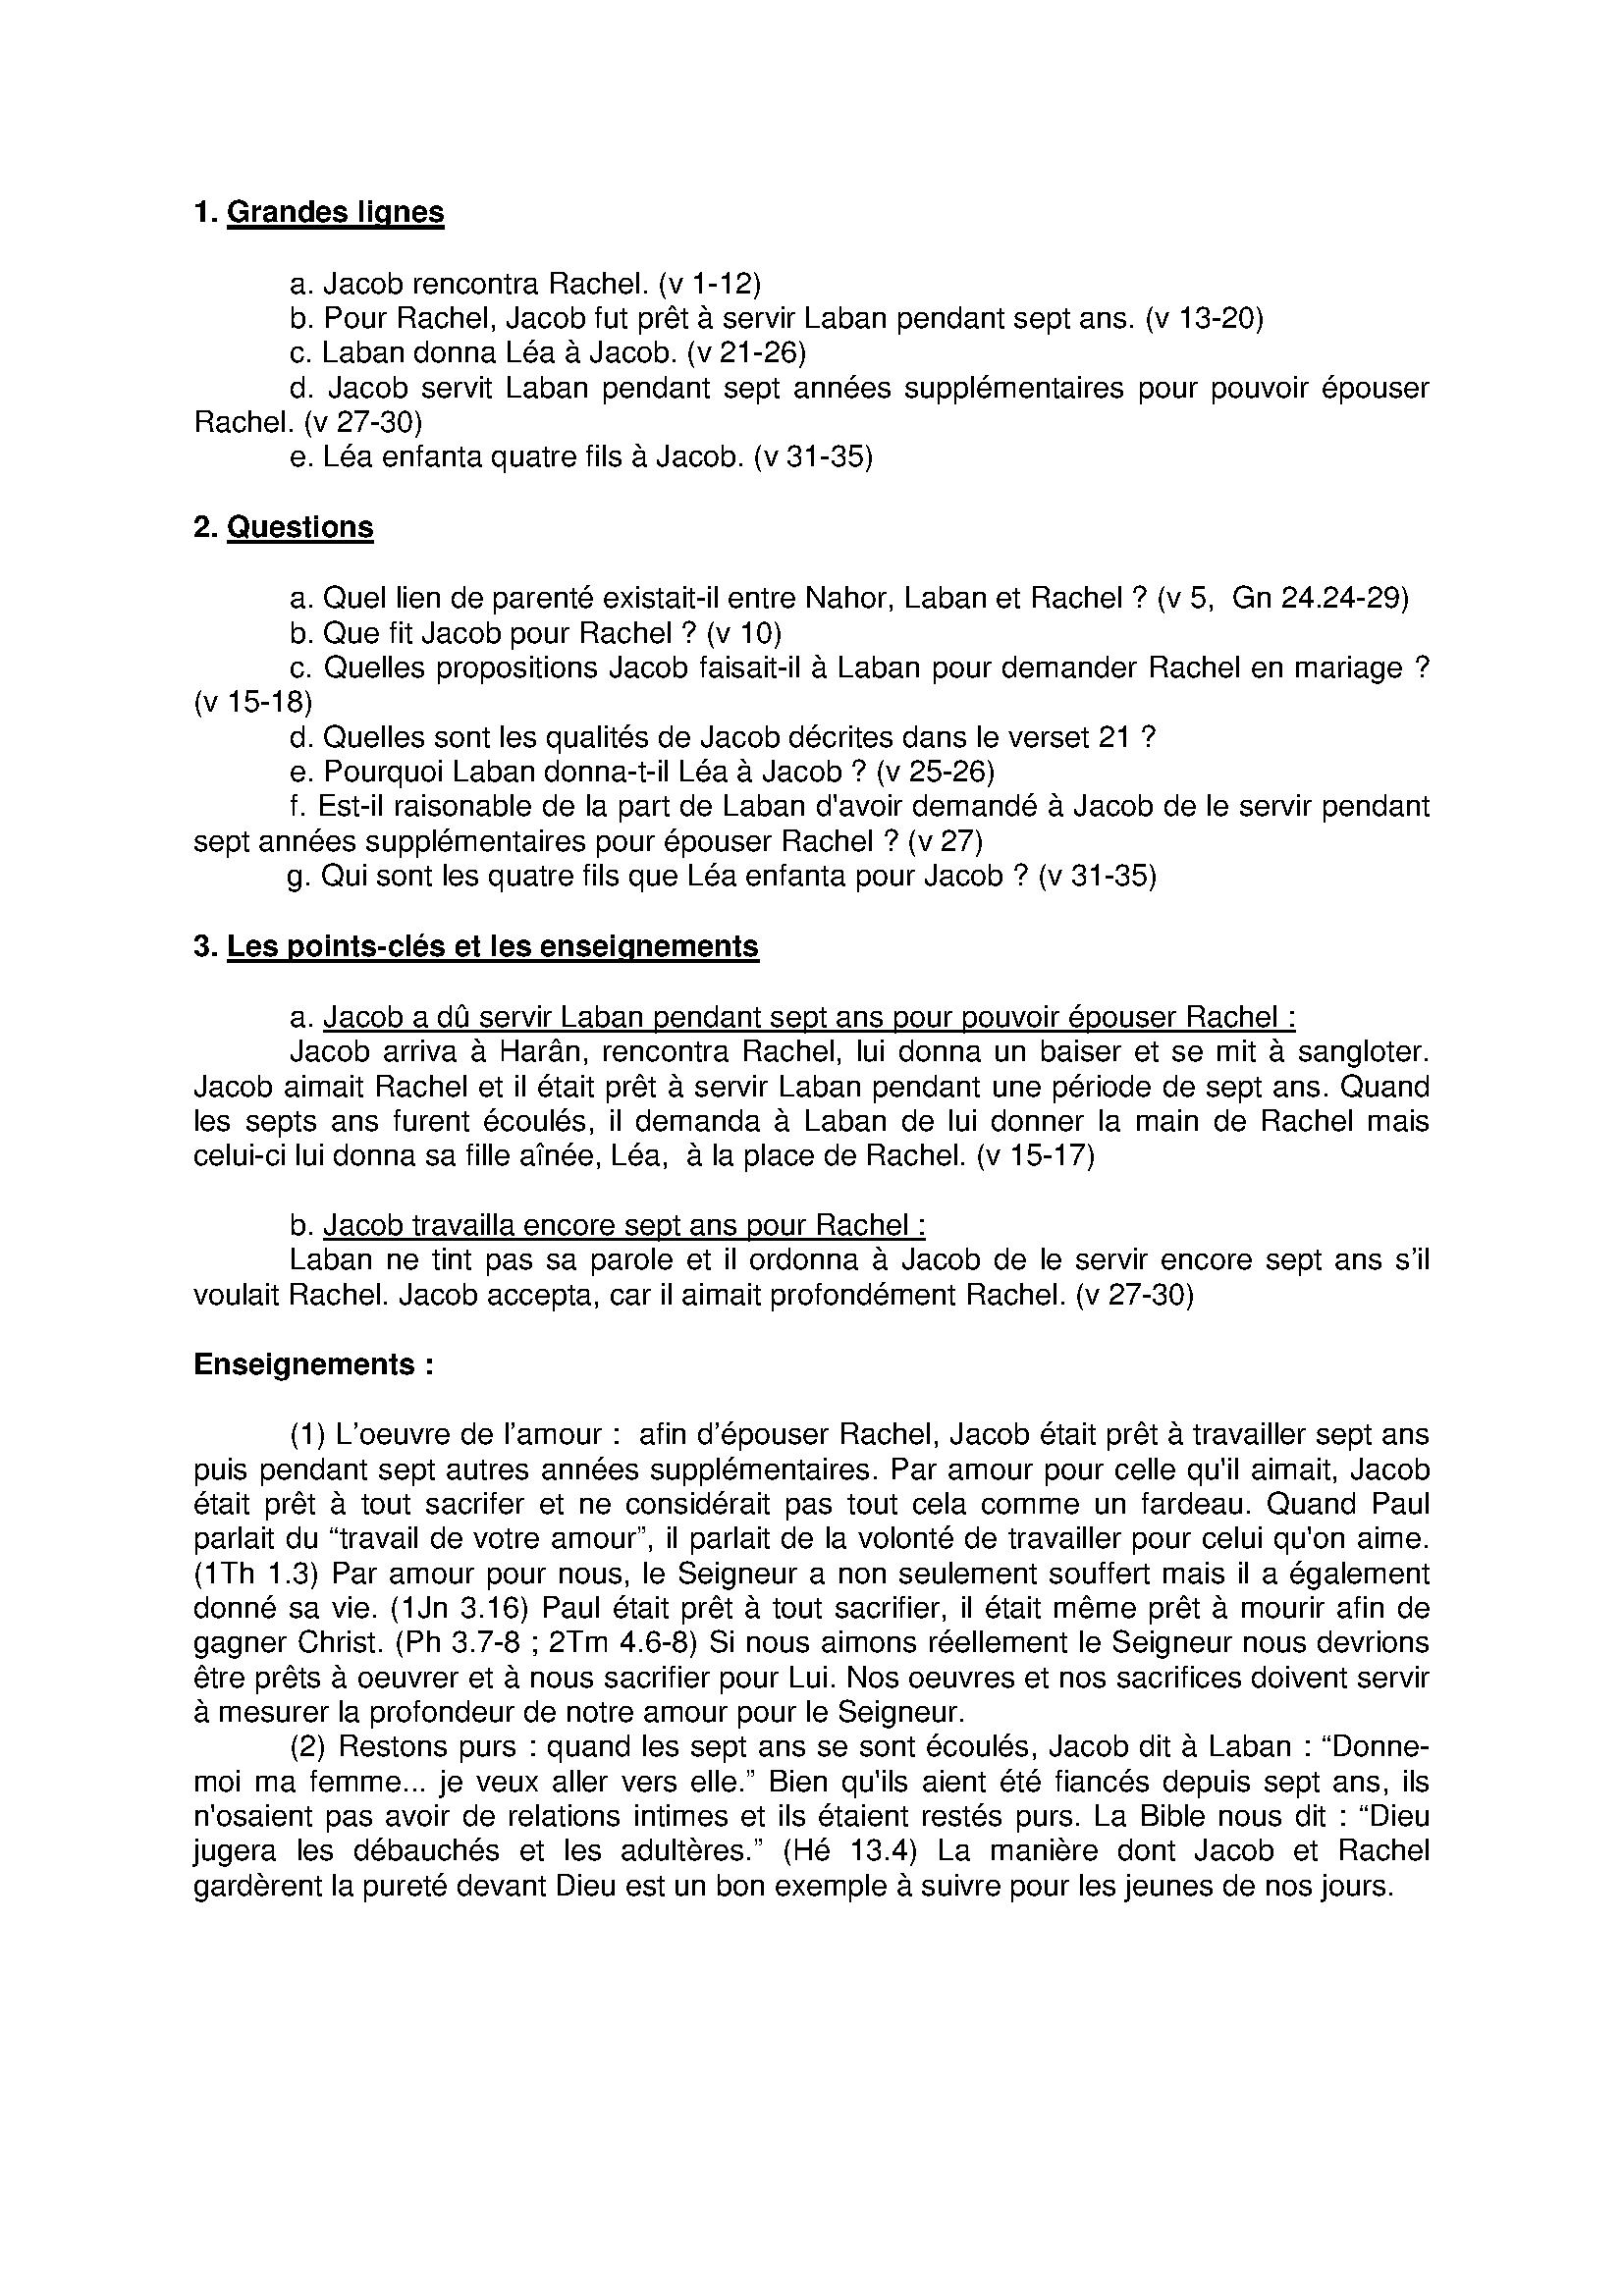 1. Grandes lignes
a. Jacob rencontra Rachel. (v 1-12)
b. Pour Rachel, Jacob fut prêt à servir Laban pendant sept ans. (v 13-20)
c. Laban donna Léa à Jacob. (v 21-26)
d. Jacob servit Laban pendant sept années supplémentaires pour pouvoir épouser
Rachel. (v 27-30)
e. Léa enfanta quatre fils à Jacob. (v 31-35)
2. Questions
a. Quel lien de parenté existait-il entre Nahor, Laban et Rachel ? (v 5,  Gn 24.24-29)
b. Que fit Jacob pour Rachel ? (v 10)
c. Quelles propositions Jacob faisait-il à Laban pour demander Rachel en mariage ?
(v 15-18)
d. Quelles sont les qualités de Jacob décrites dans le verset 21 ?
e. Pourquoi Laban donna-t-il Léa à Jacob ? (v 25-26)
f. Est-il raisonable de la part de Laban d'avoir demandé à Jacob de le servir pendant
sept années supplémentaires pour épouser Rachel ? (v 27)
g. Qui sont les quatre fils que Léa enfanta pour Jacob ? (v 31-35)
3. Les points-clés et les enseignements
a. Jacob a dû servir Laban pendant sept ans pour pouvoir épouser Rachel :
Jacob arriva à Harân, rencontra Rachel, lui donna un baiser et se mit à sangloter.
Jacob aimait Rachel et il était prêt à servir Laban pendant une période de sept ans. Quand
les septs ans furent écoulés, il demanda à Laban de lui donner la main de Rachel mais
celui-ci lui donna sa fille aînée, Léa,  à la place de Rachel. (v 15-17)
b. Jacob travailla encore sept ans pour Rachel :
Laban ne tint pas sa parole et il ordonna à Jacob de le servir encore sept ans s’il
voulait Rachel. Jacob accepta, car il aimait profondément Rachel. (v 27-30)
Enseignements :
(1) L’oeuvre de l’amour :  afin d’épouser Rachel, Jacob était prêt à travailler sept ans
puis pendant sept autres années supplémentaires. Par amour pour celle qu'il aimait, Jacob
était prêt à tout sacrifer et ne considérait pas tout cela comme un fardeau. Quand Paul
parlait du “travail de votre amour”, il parlait de la volonté de travailler pour celui qu'on aime.
(1Th 1.3) Par amour pour nous, le Seigneur a non seulement souffert mais il a également
donné sa vie. (1Jn 3.16) Paul était prêt à tout sacrifier, il était même prêt à mourir afin de
gagner Christ. (Ph 3.7-8 ; 2Tm 4.6-8) Si nous aimons réellement le Seigneur nous devrions
être prêts à oeuvrer et à nous sacrifier pour Lui. Nos oeuvres et nos sacrifices doivent servir
à mesurer la profondeur de notre amour pour le Seigneur.
(2) Restons purs : quand les sept ans se sont écoulés, Jacob dit à Laban : “Donne-
moi ma femme... je veux aller vers elle.” Bien qu'ils aient été fiancés depuis sept ans, ils
n'osaient pas avoir de relations intimes et ils étaient restés purs. La Bible nous dit : “Dieu
jugera les débauchés et les adultères.” (Hé 13.4) La manière dont Jacob et Rachel
gardèrent la pureté devant Dieu est un bon exemple à suivre pour les jeunes de nos jours.